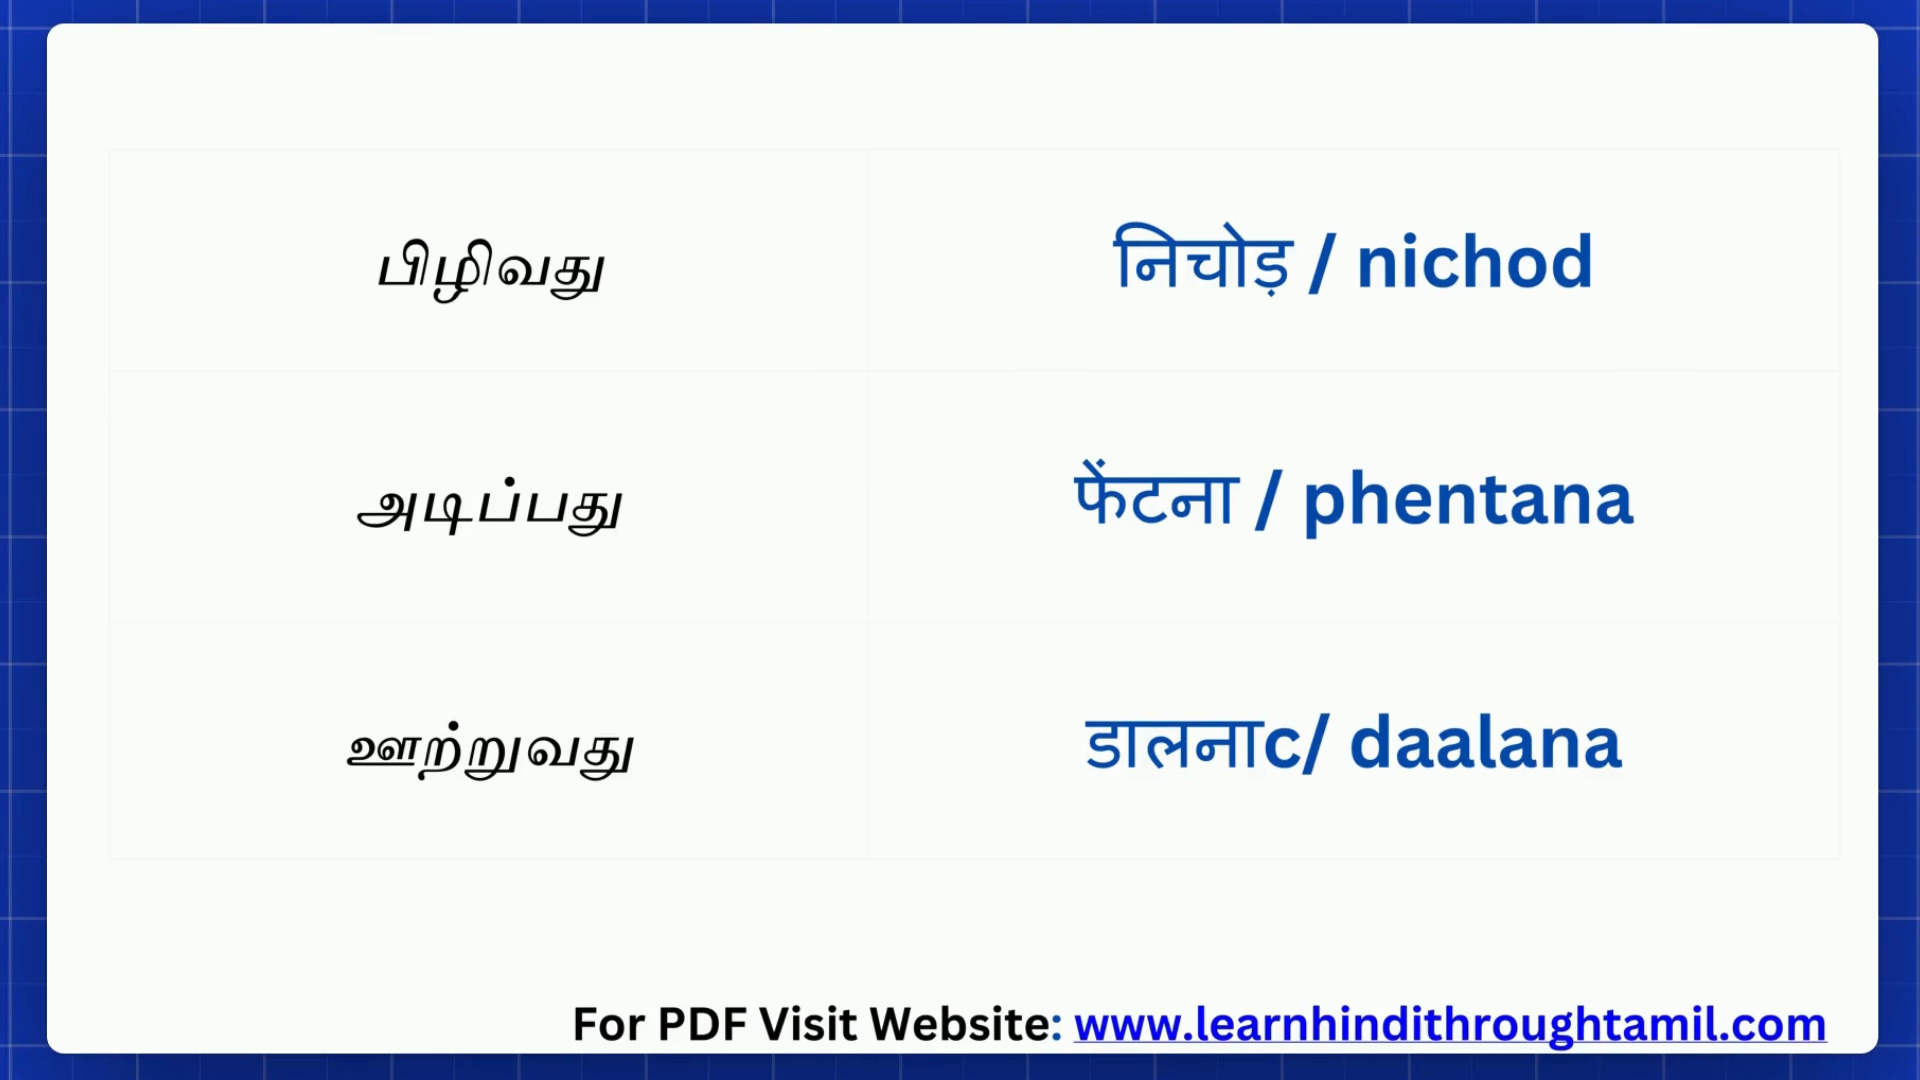 பிழிவது
निचोड़ / nichod
அடிப்பது
फेंटना / phentana
ஊற்றுவது
डालनाc/ daalana
For PDF Visit Website: www.learnhindithroughtamil.com